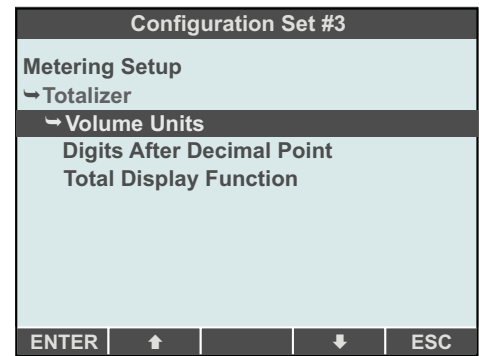 Configuration Set #3
Metering Setup
➥Totalizer
➥Volume Units
Digits After Decimal Point
Total Display Function
ENTER ⬆ ⬇ ESC